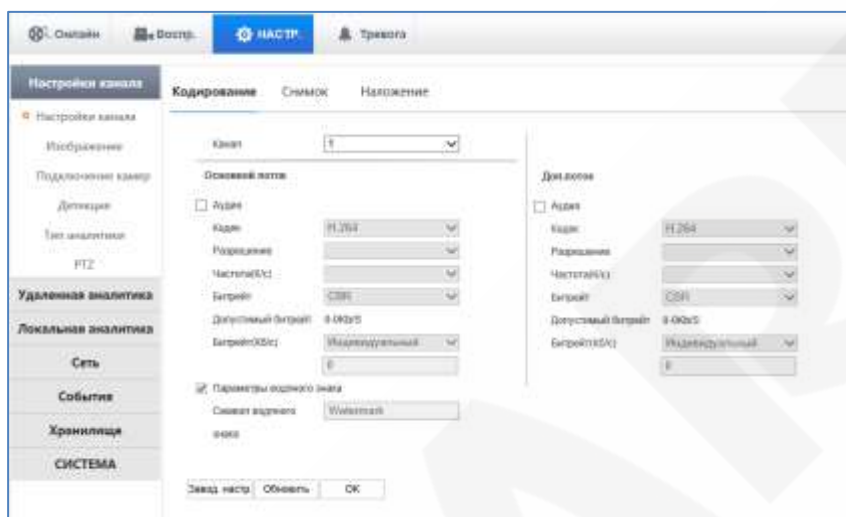 Онлайн
Воспр.
НАСТР.
Тревога
Настройки канала
Кодирование
Снимок
Наложение
Настройки канала
Изображение
Подключение камер
Детекция
Тип аналитики
PTZ
Удаленная аналитика
Локальная аналитика
Сеть
События
Хранилище
СИСТЕМА
Канал 1
Основной поток
Аудио
Кодек H.264
Разрешение
Частота(К/с)
Битрейт CBR
Допустимый битрейт 0-0Kb/S
Битрейт(Кб/с) Индивидуальный
0
Параметры водяного знака
Символ водяного знака Watermark
Доп.поток
Аудио
Кодек H.264
Разрешение
Частота(К/с)
Битрейт CBR
Допустимый битрейт 0-0Kb/S
Битрейт(Кб/с) Индивидуальный
0
Завод. настр.
Обновить
OK